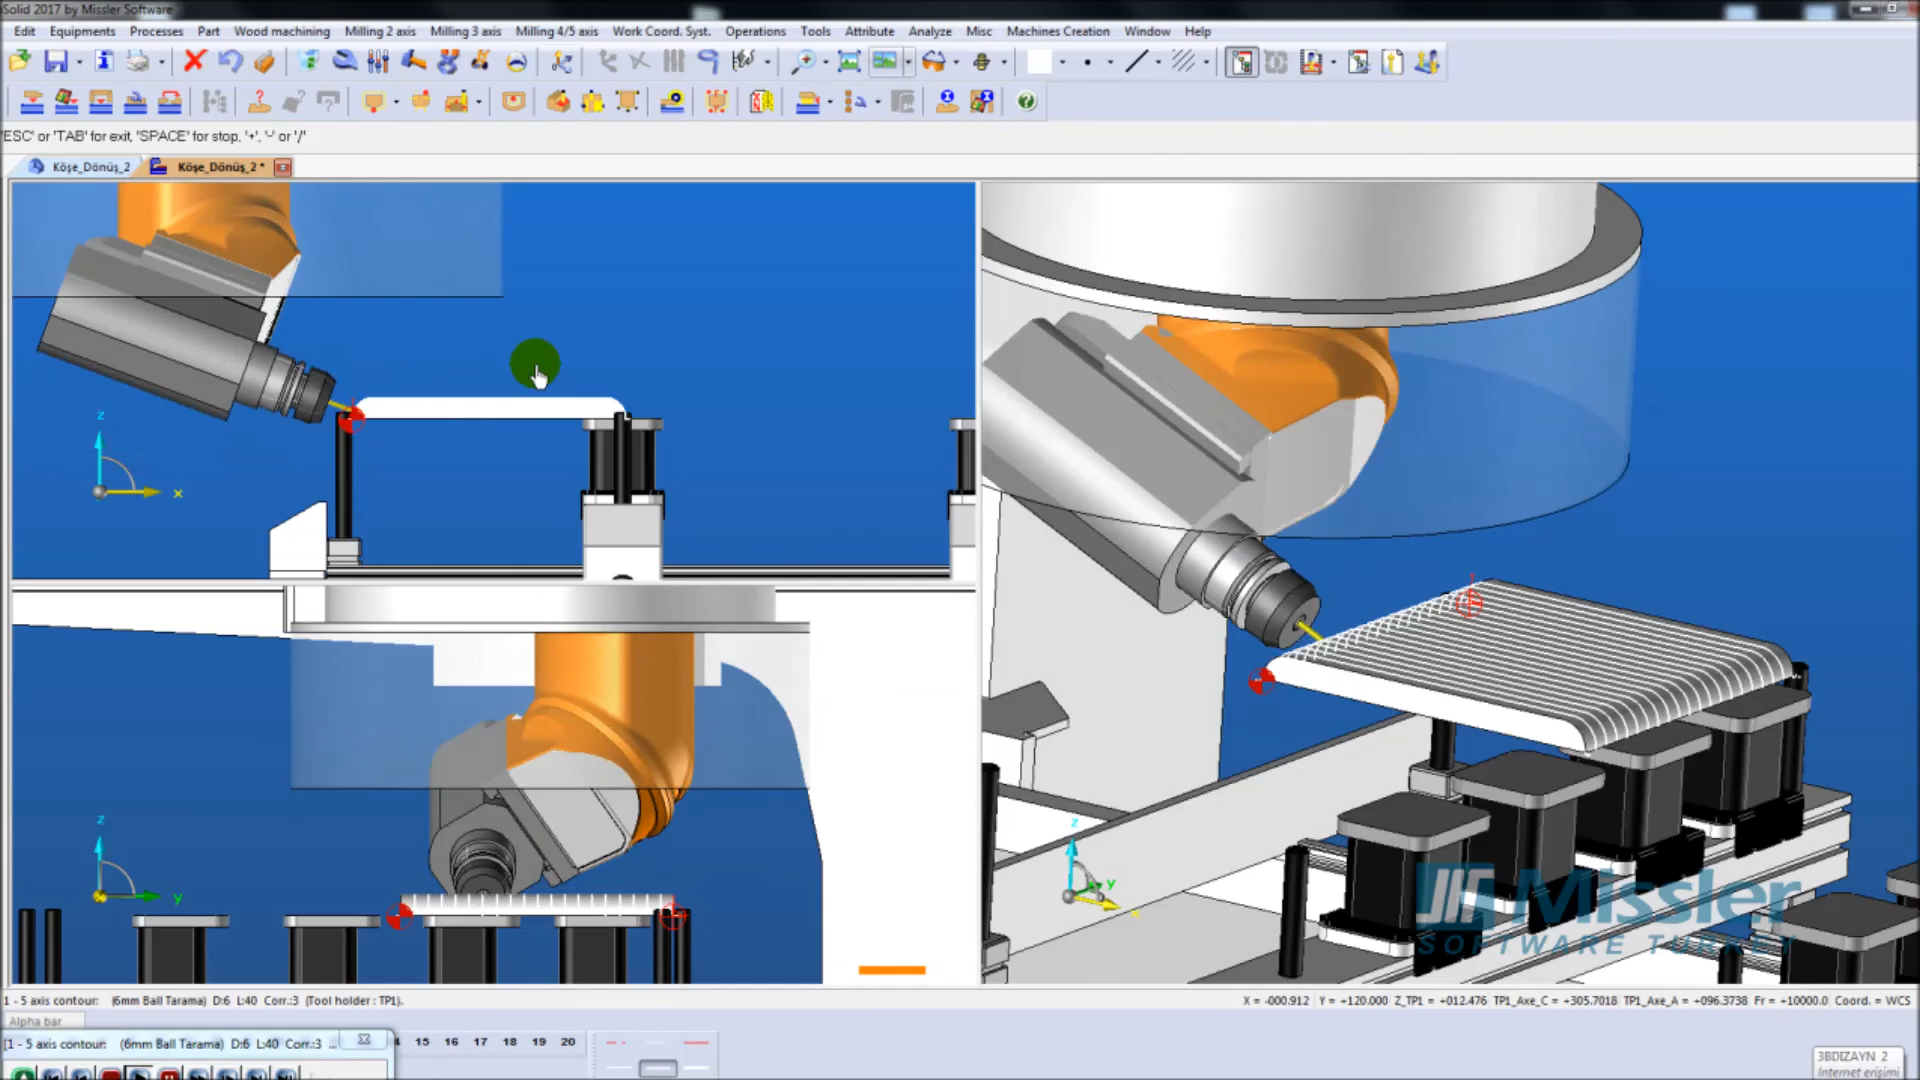 Solid 2017 by Missler Software
Edit Equipments Processes Part Wood machining Milling 2 axis Milling 3 axis Milling 4/5 axis Work Coord. Syst. Operations Tools Attribute Analyze Misc Machines Creation Window Help
'ESC' or 'TAB' for exit, 'SPACE' for stop, '+', '-' or '/'
Köşe_Dönüş_2 Köşe_Dönüş_2 *
z
x
z
y
z
y
Missler
SOFTWARE TURKEY
1 - 5 axis contour: (6mm Ball Tarama) D:6 L:40 Corr.:3 (Tool holder : TP1).
X = -000.912 Y = +120.000 Z_TP1 = +012.476 TP1_Axe_C = +305.7018 TP1_Axe_A = +096.3738 Fr = +10000.0 Coord. = WCS
Alpha bar
[1 - 5 axis contour: (6mm Ball Tarama) D:6 L:40 Corr.:3 ...
15 16 17 18 19 20
3BDIZAYN 2
Internet erişimi